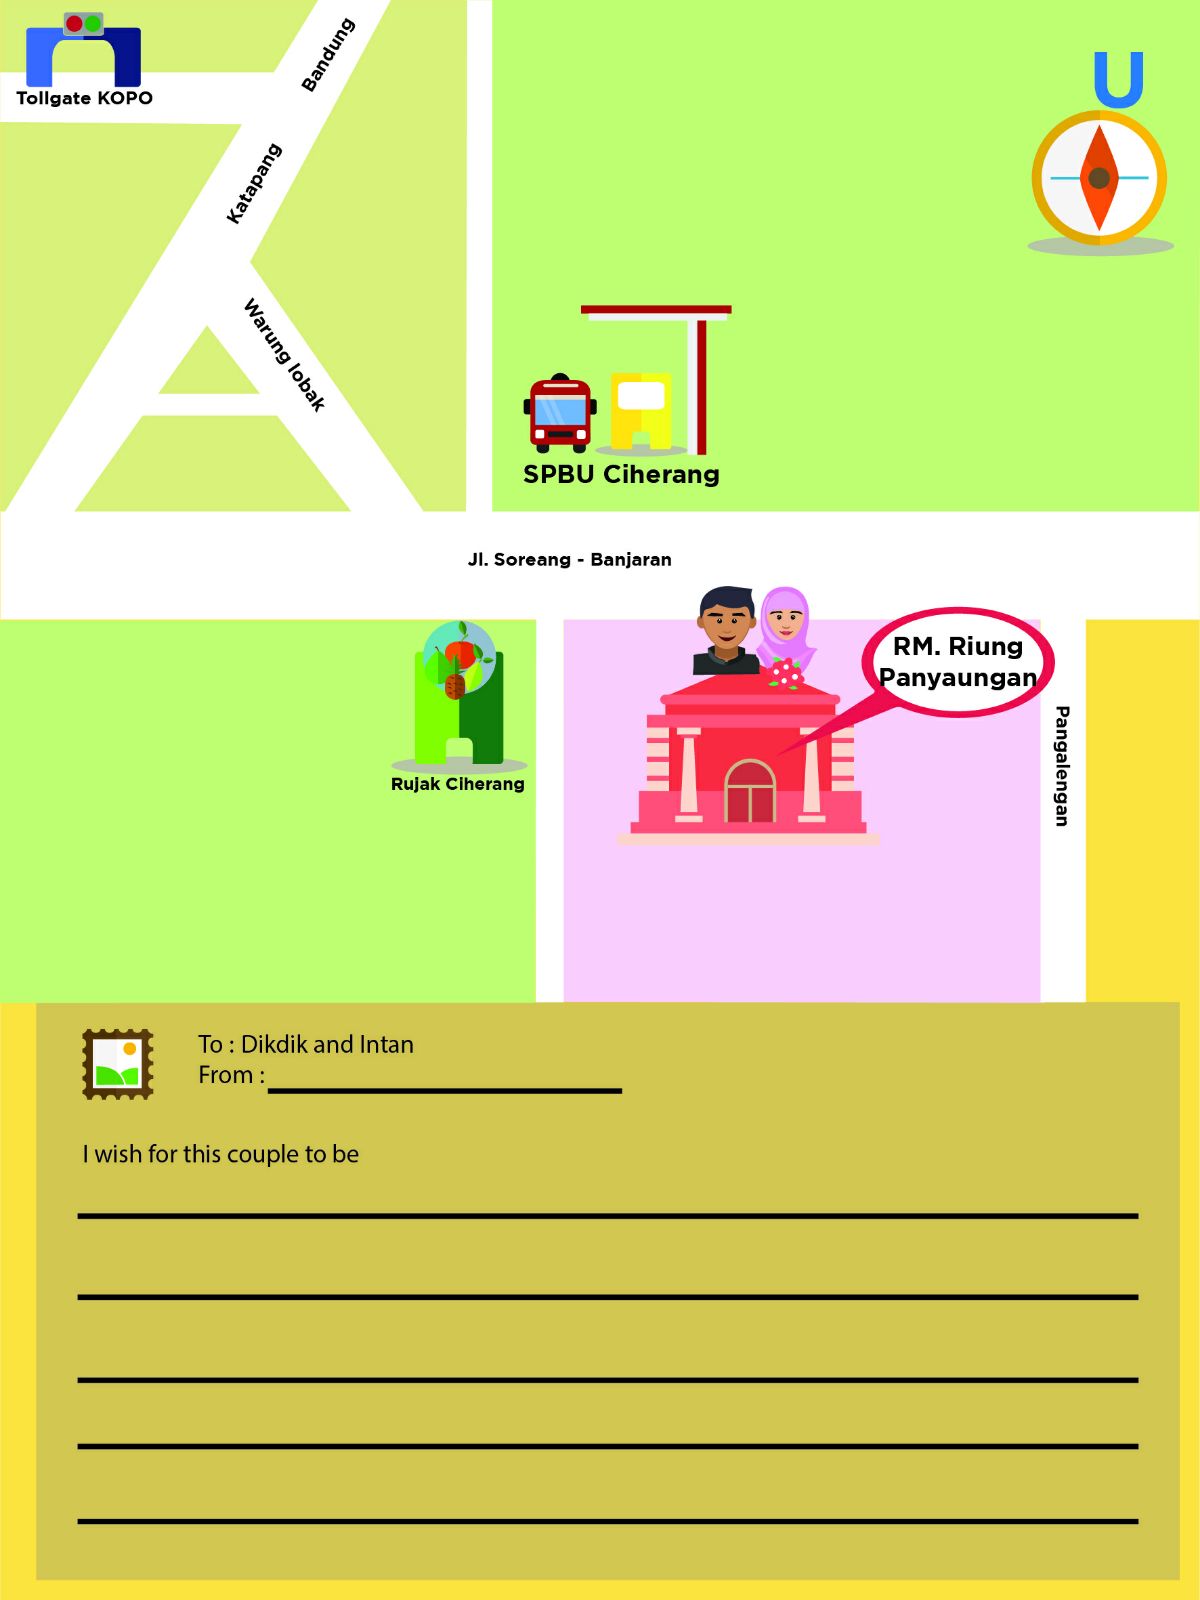 Tollgate KOPO
Bandung
Katapang
Warung lobak
U
SPBU Ciherang
Jl. Soreang - Banjaran
RM. Riung
Panyaungan
Pangalengan
Rujak Ciherang
To : Dikdik and Intan
From :
I wish for this couple to be